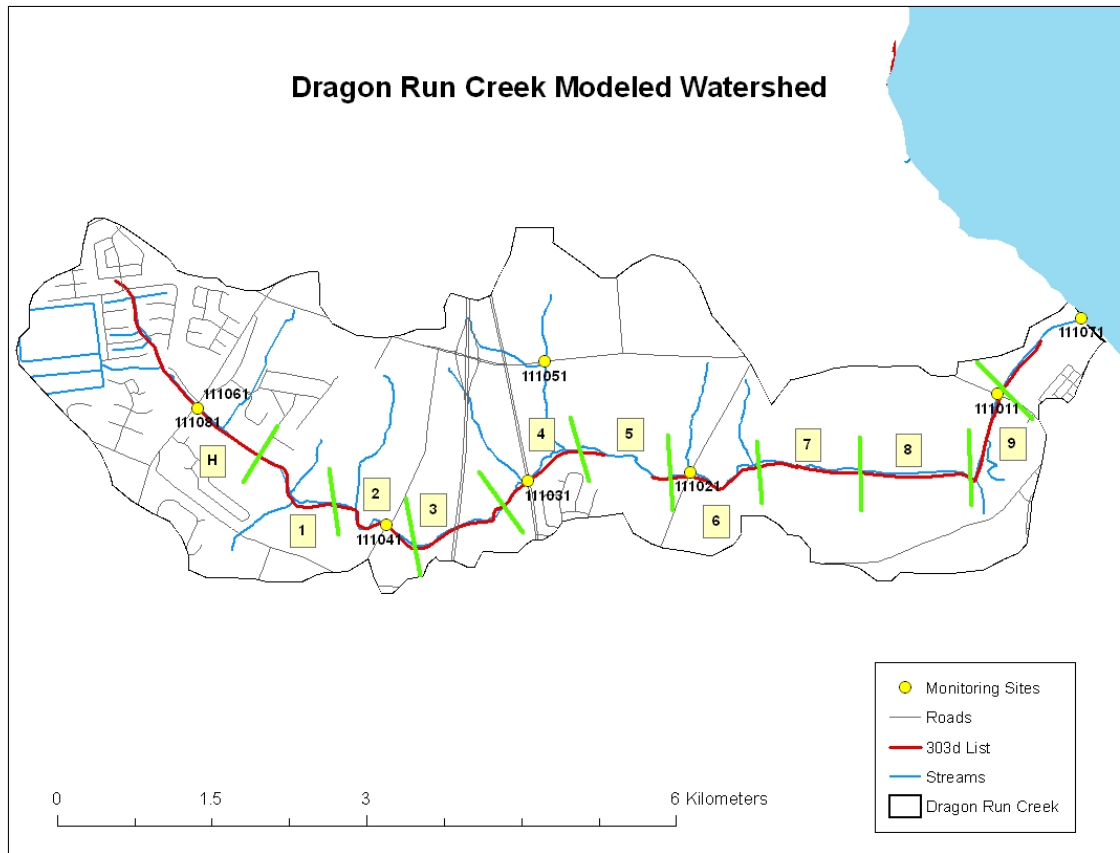 Dragon Run Creek Modeled Watershed
111071
111051
111061
111011
111081
4
5
7
8
9
H
111031
111021
2
3
6
1
111041
Monitoring Sites
Roads
303d List
Streams
Dragon Run Creek
0
1.5
3
6 Kilometers